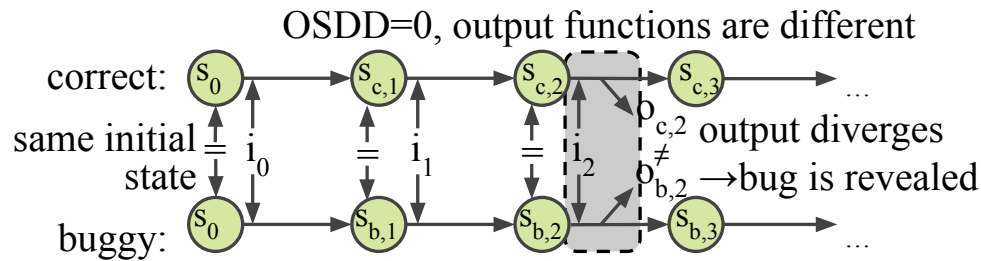 OSDD=0, output functions are different
correct: s0 sc,1 sc,2 sc,3 ...
oc,2
same initial = i0 = i1 = i2 ≠ output diverges
state ob,2 →bug is revealed
buggy: s0 sb,1 sb,2 sb,3 ...